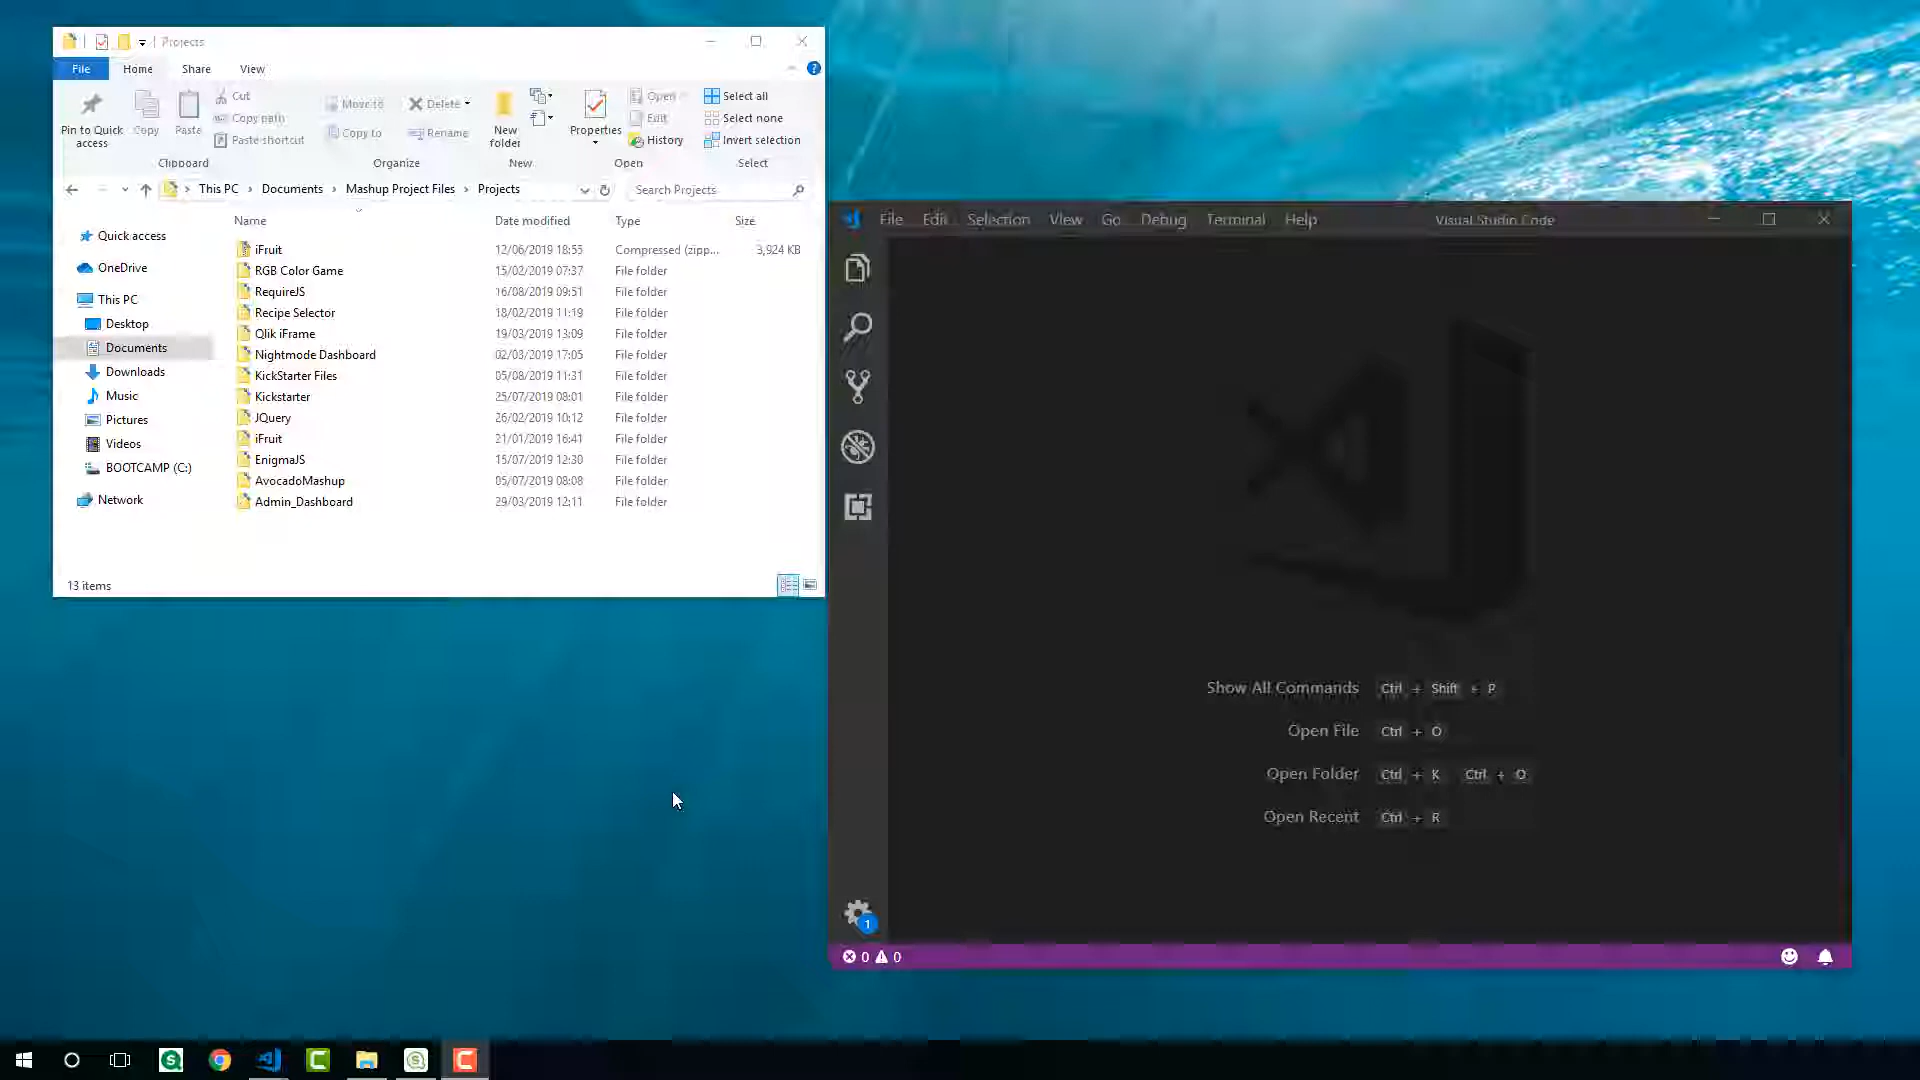 Projects
File Home Share View
Pin to Quick access
Copy
Paste
Cut
Copy path
Paste shortcut
Clipboard
Move to
Copy to
Delete
Rename
Organize
New folder
New
Properties
Open
Edit
History
Open
Select all
Select none
Invert selection
Select
This PC > Documents > Mashup Project Files > Projects
Search Projects
Name Date modified Type Size
Quick access
OneDrive
This PC
Desktop
Documents
Downloads
Music
Pictures
Videos
BOOTCAMP (C:)
Network
iFruit 12/06/2019 18:55 Compressed (zipp... 3,924 KB
RGB Color Game 15/02/2019 07:37 File folder
RequireJS 16/08/2019 09:51 File folder
Recipe Selector 18/02/2019 11:19 File folder
Qlik iFrame 19/03/2019 13:09 File folder
Nightmode Dashboard 02/03/2019 17:05 File folder
KickStarter Files 05/08/2019 11:31 File folder
Kickstarter 25/07/2019 08:01 File folder
JQuery 26/02/2019 10:12 File folder
iFruit 21/01/2019 16:41 File folder
EnigmaJS 15/07/2019 12:30 File folder
AvocadoMashup 05/07/2019 08:08 File folder
Admin_Dashboard 29/03/2019 12:11 File folder
13 items
File Edit Selection View Go Debug Terminal Help Visual Studio Code
Show All Commands Ctrl + Shift + P
Open File Ctrl + O
Open Folder Ctrl + K Ctrl + O
Open Recent Ctrl + R
1
0 0